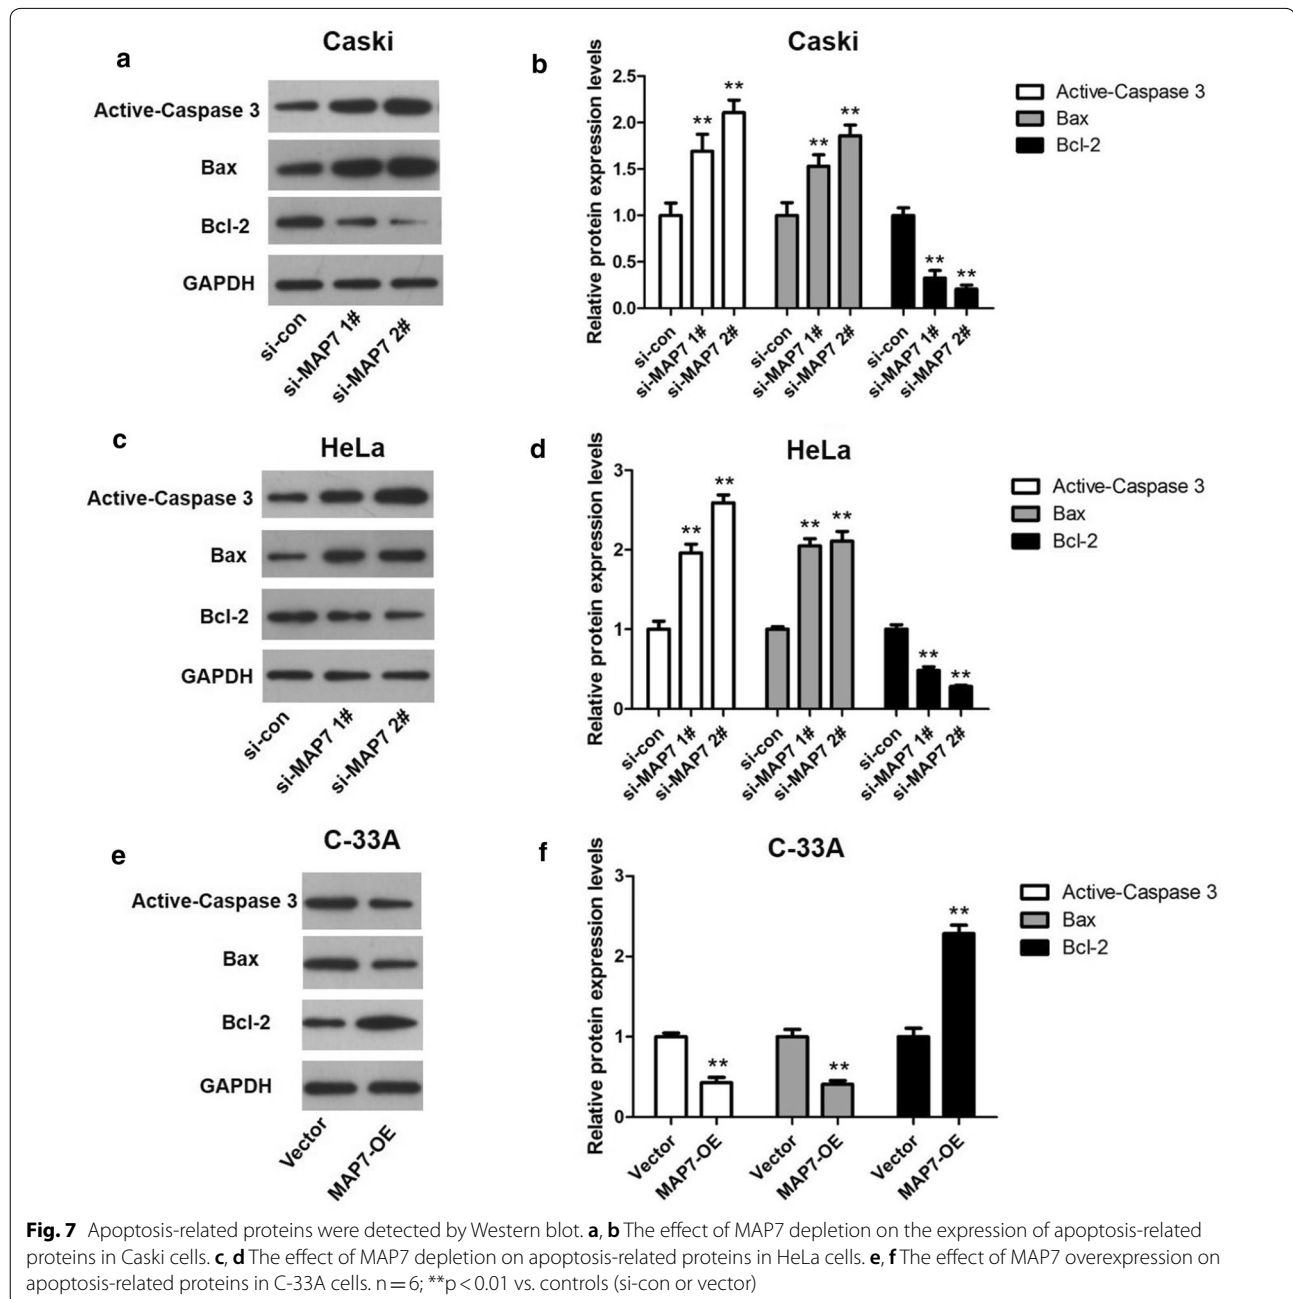 a
Caski
Active-Caspase 3
Bax
Bcl-2
GAPDH
si-con
si-MAP7 1#
si-MAP7 2#
b
Caski
Relative protein expression levels
2.5
2.0
1.5
1.0
0.5
0.0
** ** ** ** ** **
si-con
si-MAP7 1#
si-MAP7 2#
si-con
si-MAP7 1#
si-MAP7 2#
si-con
si-MAP7 1#
si-MAP7 2#
Active-Caspase 3
Bax
Bcl-2
c
HeLa
Active-Caspase 3
Bax
Bcl-2
GAPDH
si-con
si-MAP7 1#
si-MAP7 2#
d
HeLa
Relative protein expression levels
3
2
1
0
** ** ** ** ** **
si-con
si-MAP7 1#
si-MAP7 2#
si-con
si-MAP7 1#
si-MAP7 2#
si-con
si-MAP7 1#
si-MAP7 2#
Active-Caspase 3
Bax
Bcl-2
e
C-33A
Active-Caspase 3
Bax
Bcl-2
GAPDH
Vector
MAP7-OE
f
C-33A
Relative protein expression levels
3
2
1
0
** ** **
Vector
MAP7-OE
Vector
MAP7-OE
Vector
MAP7-OE
Active-Caspase 3
Bax
Bcl-2
Fig. 7 Apoptosis-related proteins were detected by Western blot. a, b The effect of MAP7 depletion on the expression of apoptosis-related
proteins in Caski cells. c, d The effect of MAP7 depletion on apoptosis-related proteins in HeLa cells. e, f The effect of MAP7 overexpression on
apoptosis-related proteins in C-33A cells. n = 6; **p < 0.01 vs. controls (si-con or vector)